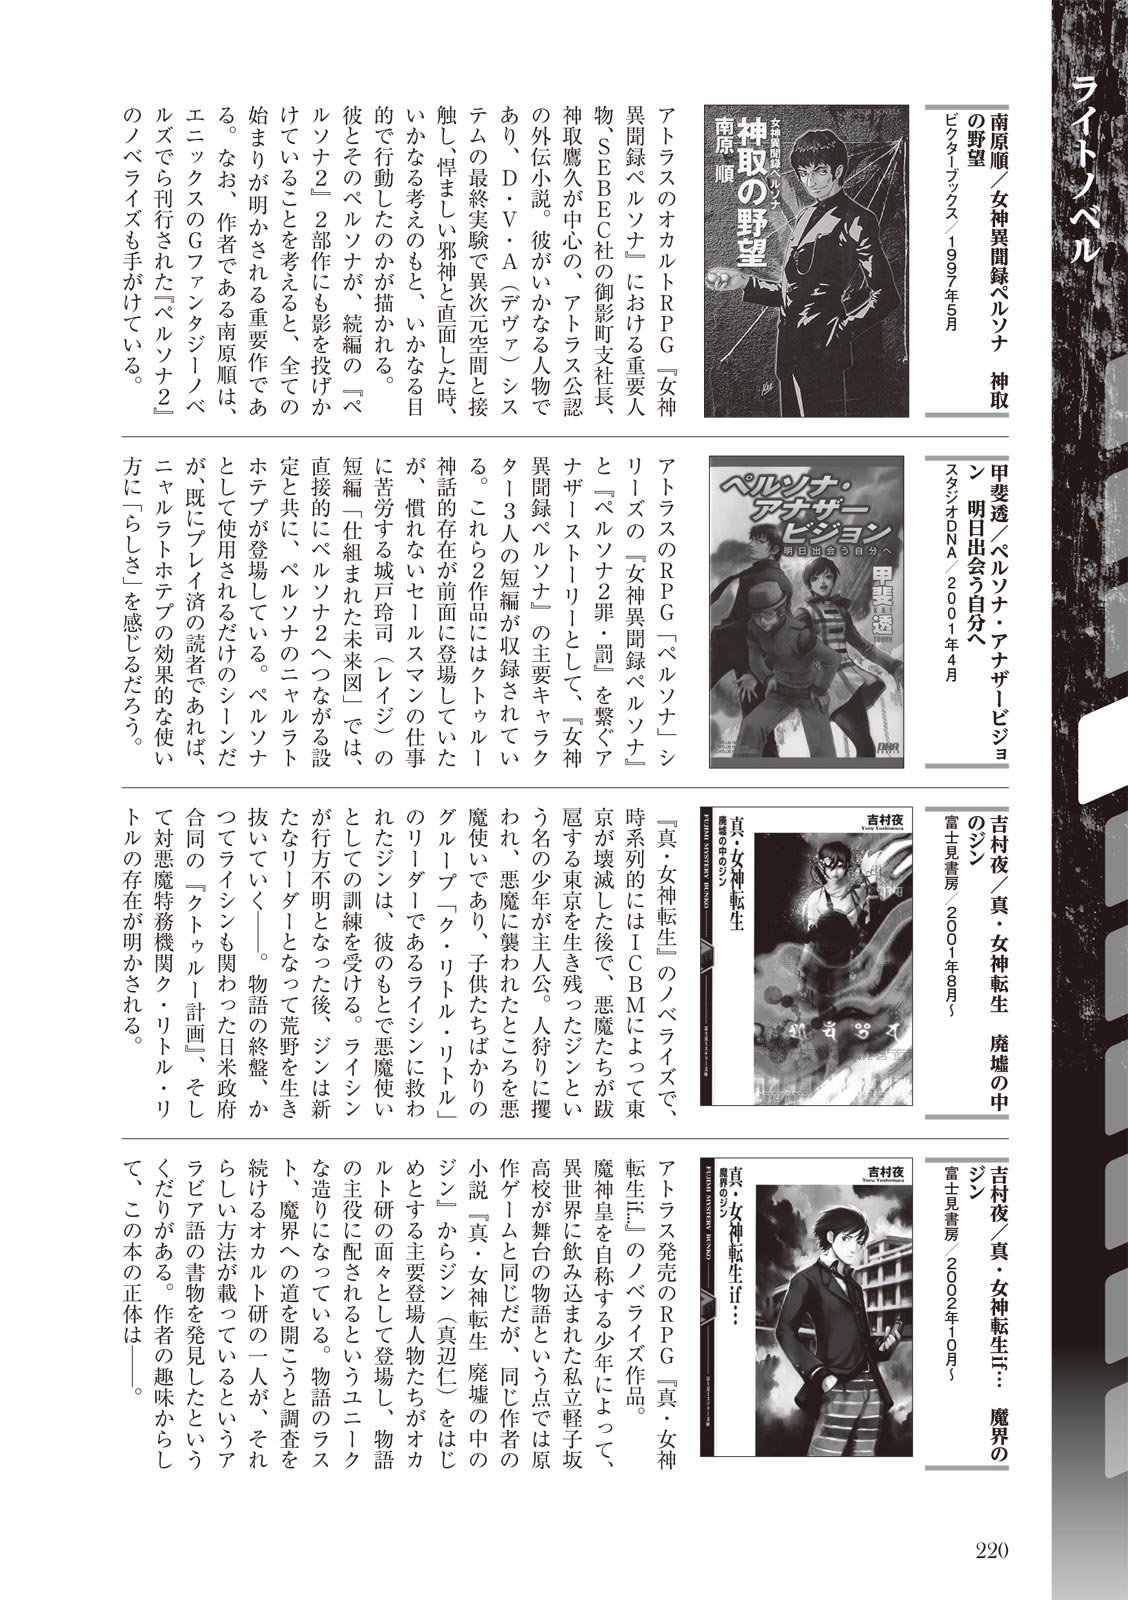 ライトノベル
南原順／女神異聞録ペルソナ　神取
の野望
ビクターブックス／1997年5月
女神異聞録ペルソナ
神取の野望
南原　順
アトラスのオカルトRPG『女神
異聞録ペルソナ』における重要人
物、SEBEC社の御影町支社長、
神取鷹久が中心の、アトラス公認
の外伝小説。彼がいかなる人物で
あり、D・V・A（デヴァ）シス
テムの最終実験で異次元空間と接
触し、悍ましい邪神と直面した時、
いかなる考えのもと、いかなる目
的で行動したのかが描かれる。
彼とそのペルソナが、続編の『ペ
ルソナ2』2部作にも影を投げか
けていることを考えると、全ての
始まりが明かされる重要作であ
る。なお、作者である南原順は、
エニックスのGファンタジーノベ
ルズでら刊行された『ペルソナ2』
のノベライズも手がけている。
甲斐透／ペルソナ・アナザービジョ
ン　明日出会う自分へ
スタジオDNA／2001年4月
ペルソナ・
アナザー
ビジョン
明日出会う自分へ
甲斐透
TOHRU
アトラスのRPG「ペルソナ」シ
リーズの『女神異聞録ペルソナ』
と『ペルソナ2罪・罰』を繋ぐア
ナザーストーリーとして、『女神
異聞録ペルソナ』の主要キャラク
ター3人の短編が収録されてい
る。これら2作品にはクトゥルー
神話的存在が前面に登場していた
が、慣れないセールスマンの仕事
に苦労する城戸玲司（レイジ）の
短編「仕組まれた未来図」では、
直接的にペルソナ2へつながる設
定と共に、ペルソナのニャルラト
ホテプが登場している。ペルソナ
として使用されるだけのシーンだ
が、既にプレイ済の読者であれば、
ニャルラトホテプの効果的な使い
方に「らしさ」を感じるだろう。
吉村夜／真・女神転生　廃墟の中
のジン
富士見書房／2001年8月〜
吉村夜
Yoru Yoshimura
真・女神転生
廃墟の中のジン
FUJIMI MYSTERY BUNKO
富士見ミステリー文庫
『真・女神転生』のノベライズで、
時系列的にはICBMによって東
京が壊滅した後で、悪魔たちが跋
扈する東京を生き残ったジンとい
う名の少年が主人公。人狩りに攫
われ、悪魔に襲われたところを悪
魔使いであり、子供たちばかりの
グループ「ク・リトル・リトル」
のリーダーであるライシンに救わ
れたジンは、彼のもとで悪魔使い
としての訓練を受ける。ライシン
が行方不明となった後、ジンは新
たなリーダーとなって荒野を生き
抜いていく――。物語の終盤、か
つてライシンも関わった日米政府
合同の『クトゥルー計画』、そし
て対悪魔特務機関ク・リトル・リ
トルの存在が明かされる。
吉村夜／真・女神転生if…　魔界の
ジン
富士見書房／2002年10月〜
吉村夜
Yoru Yoshimura
真・女神転生if…
魔界のジン
FUJIMI MYSTERY BUNKO
富士見ミステリー文庫
アトラス発売のRPG『真・女神
転生if...』のノベライズ作品。
魔神皇を自称する少年によって、
異世界に飲み込まれた私立軽子坂
高校が舞台の物語という点では原
作ゲームと同じだが、同じ作者の
小説『真・女神転生 廃墟の中の
ジン』からジン（真辺仁）をはじ
めとする主要登場人物たちがオカ
ルト研の面々として登場し、物語
の主役に配されるというユニーク
な造りになっている。物語のラス
ト、魔界への道を開こうと調査を
続けるオカルト研の一人が、それ
らしい方法が載っているというア
ラビア語の書物を発見したという
くだりがある。作者の趣味からし
て、この本の正体は――。
220